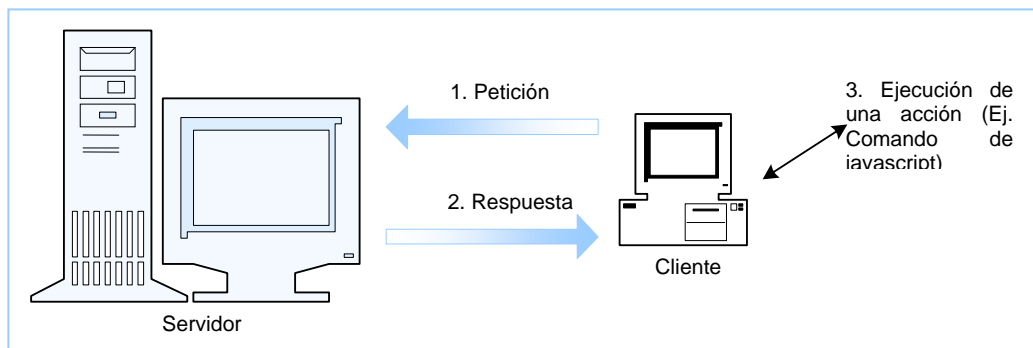 1. Petición
3. Ejecución de
una acción (Ej.
Comando de
javascript)
2. Respuesta
Cliente
Servidor